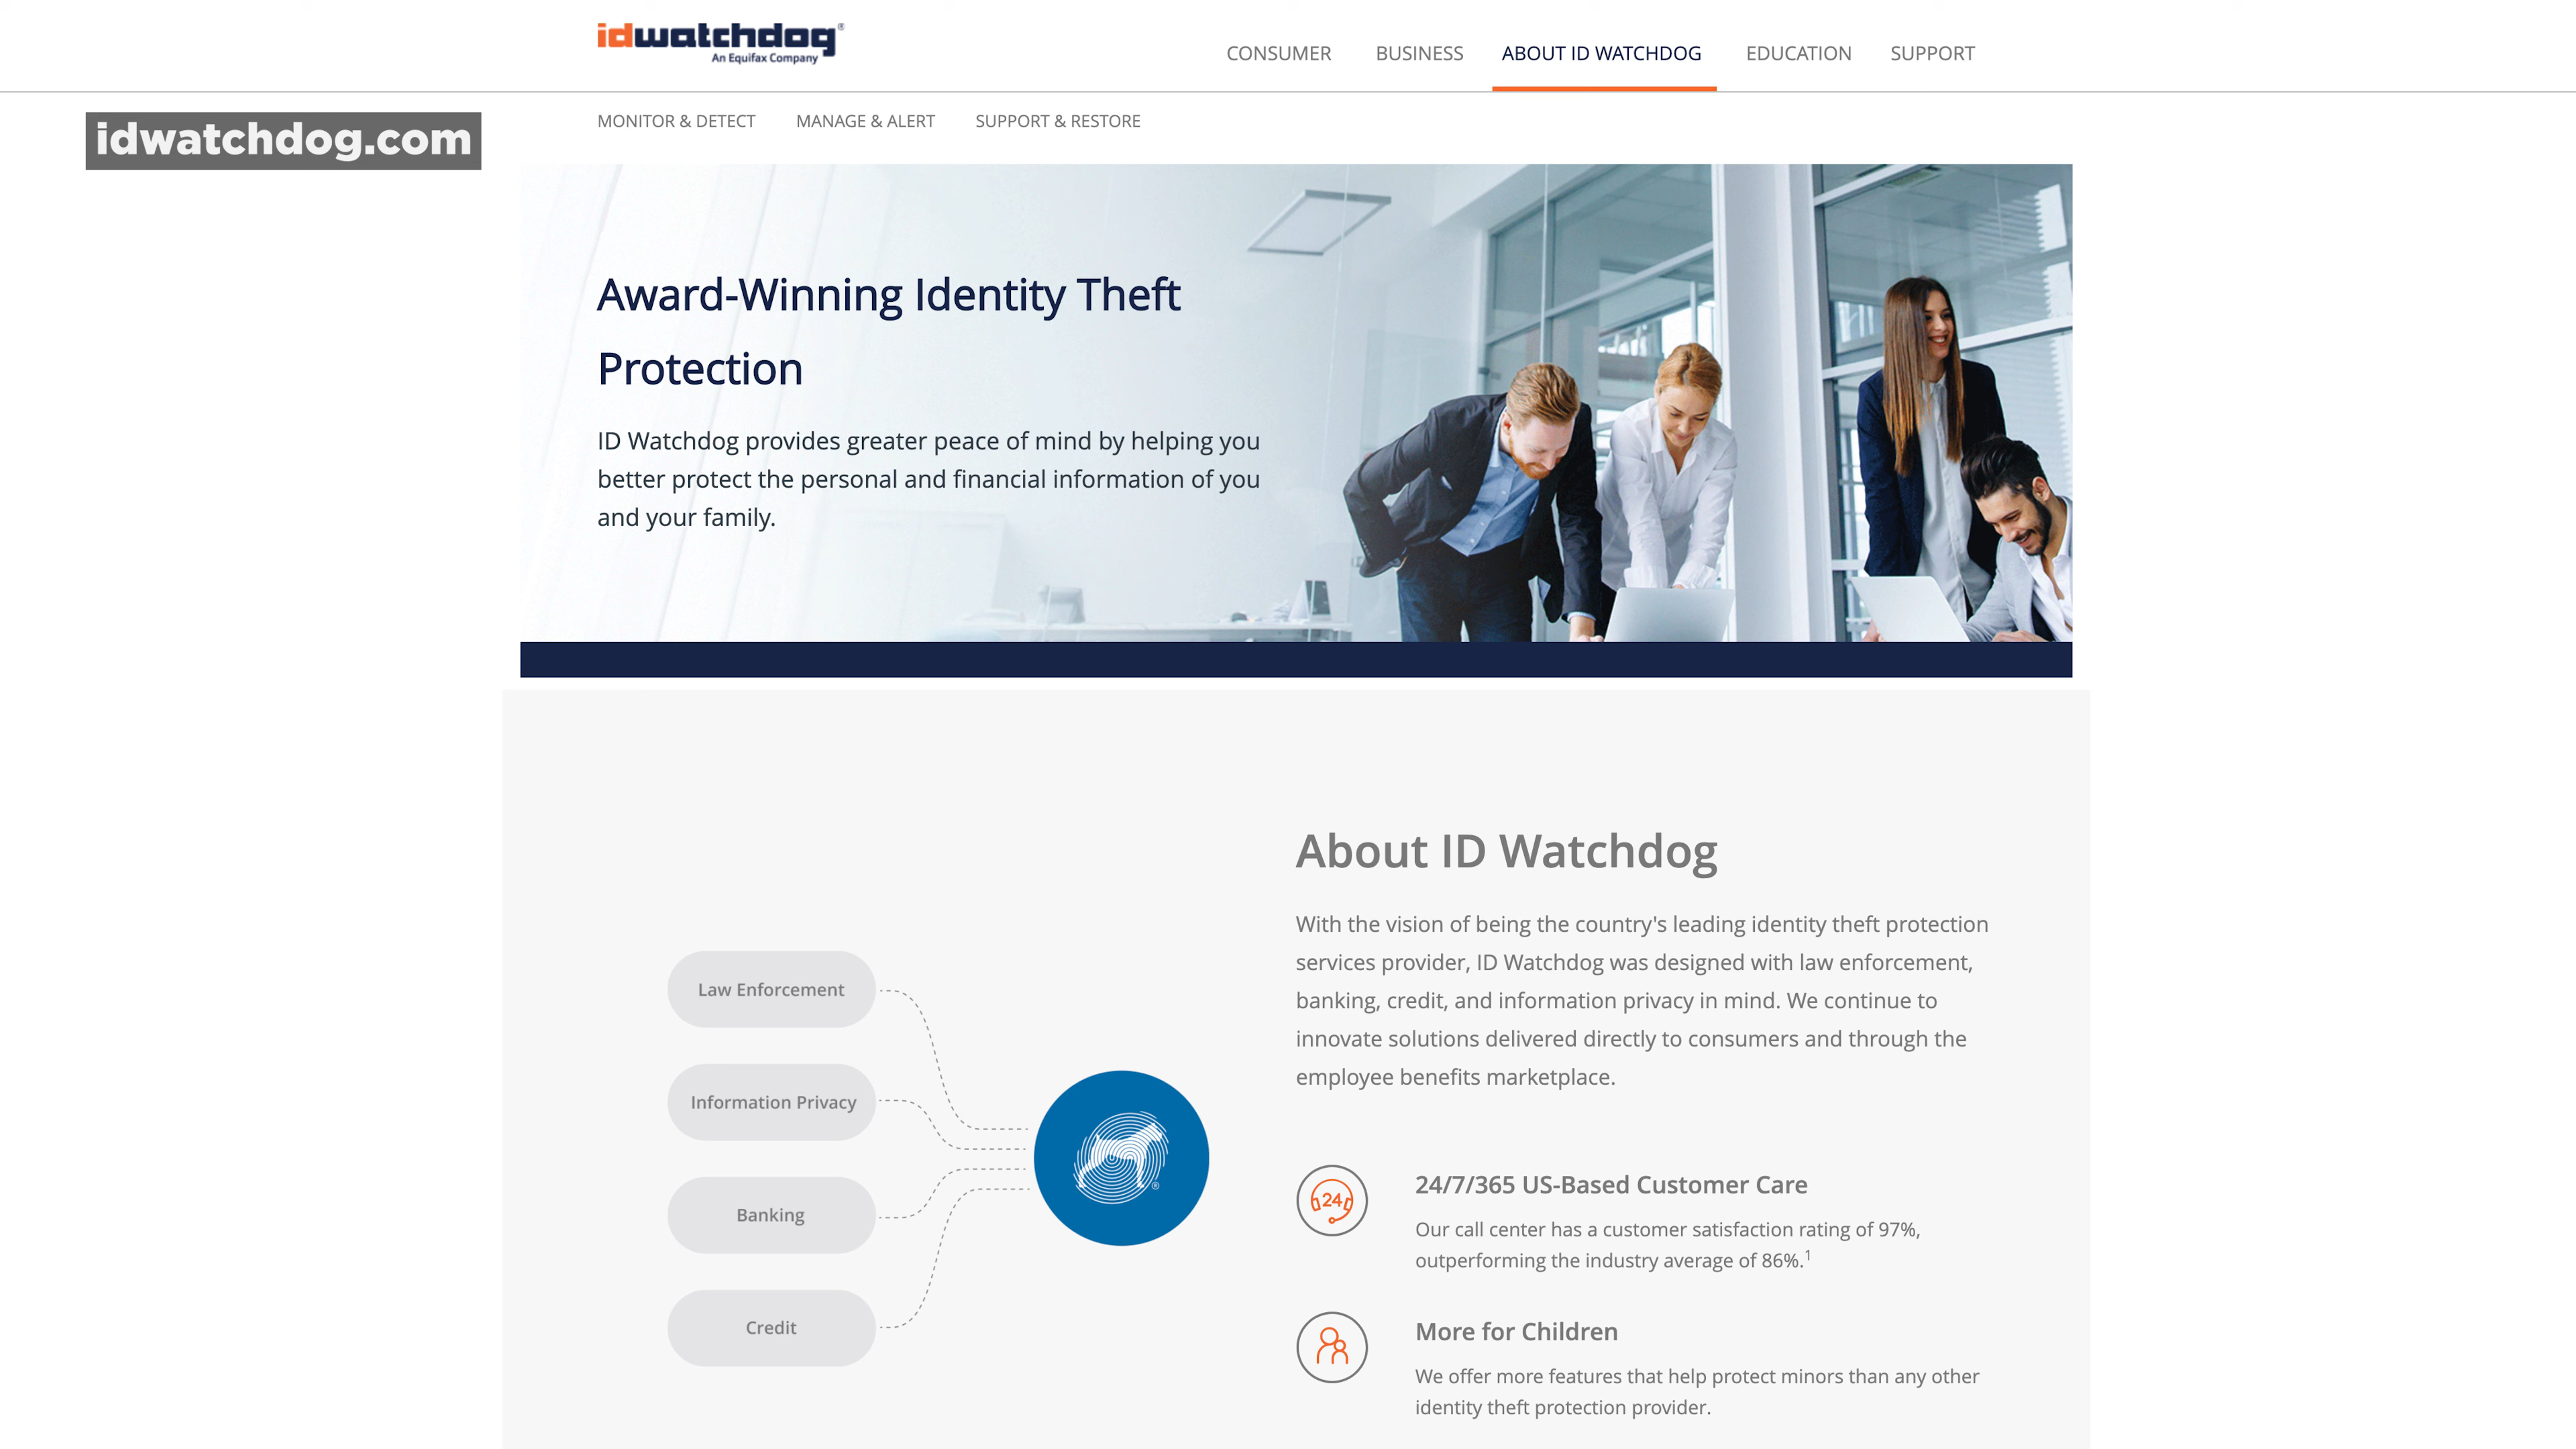 idwatchdog®
An Equifax Company
CONSUMER
BUSINESS
ABOUT ID WATCHDOG
EDUCATION
SUPPORT
idwatchdog.com
MONITOR & DETECT
MANAGE & ALERT
SUPPORT & RESTORE
Award-Winning Identity Theft
Protection
ID Watchdog provides greater peace of mind by helping you
better protect the personal and financial information of you
and your family.
About ID Watchdog
With the vision of being the country's leading identity theft protection
services provider, ID Watchdog was designed with law enforcement,
banking, credit, and information privacy in mind. We continue to
innovate solutions delivered directly to consumers and through the
employee benefits marketplace.
Law Enforcement
Information Privacy
Banking
Credit
®
24
24/7/365 US-Based Customer Care
Our call center has a customer satisfaction rating of 97%,
outperforming the industry average of 86%.¹
More for Children
We offer more features that help protect minors than any other
identity theft protection provider.